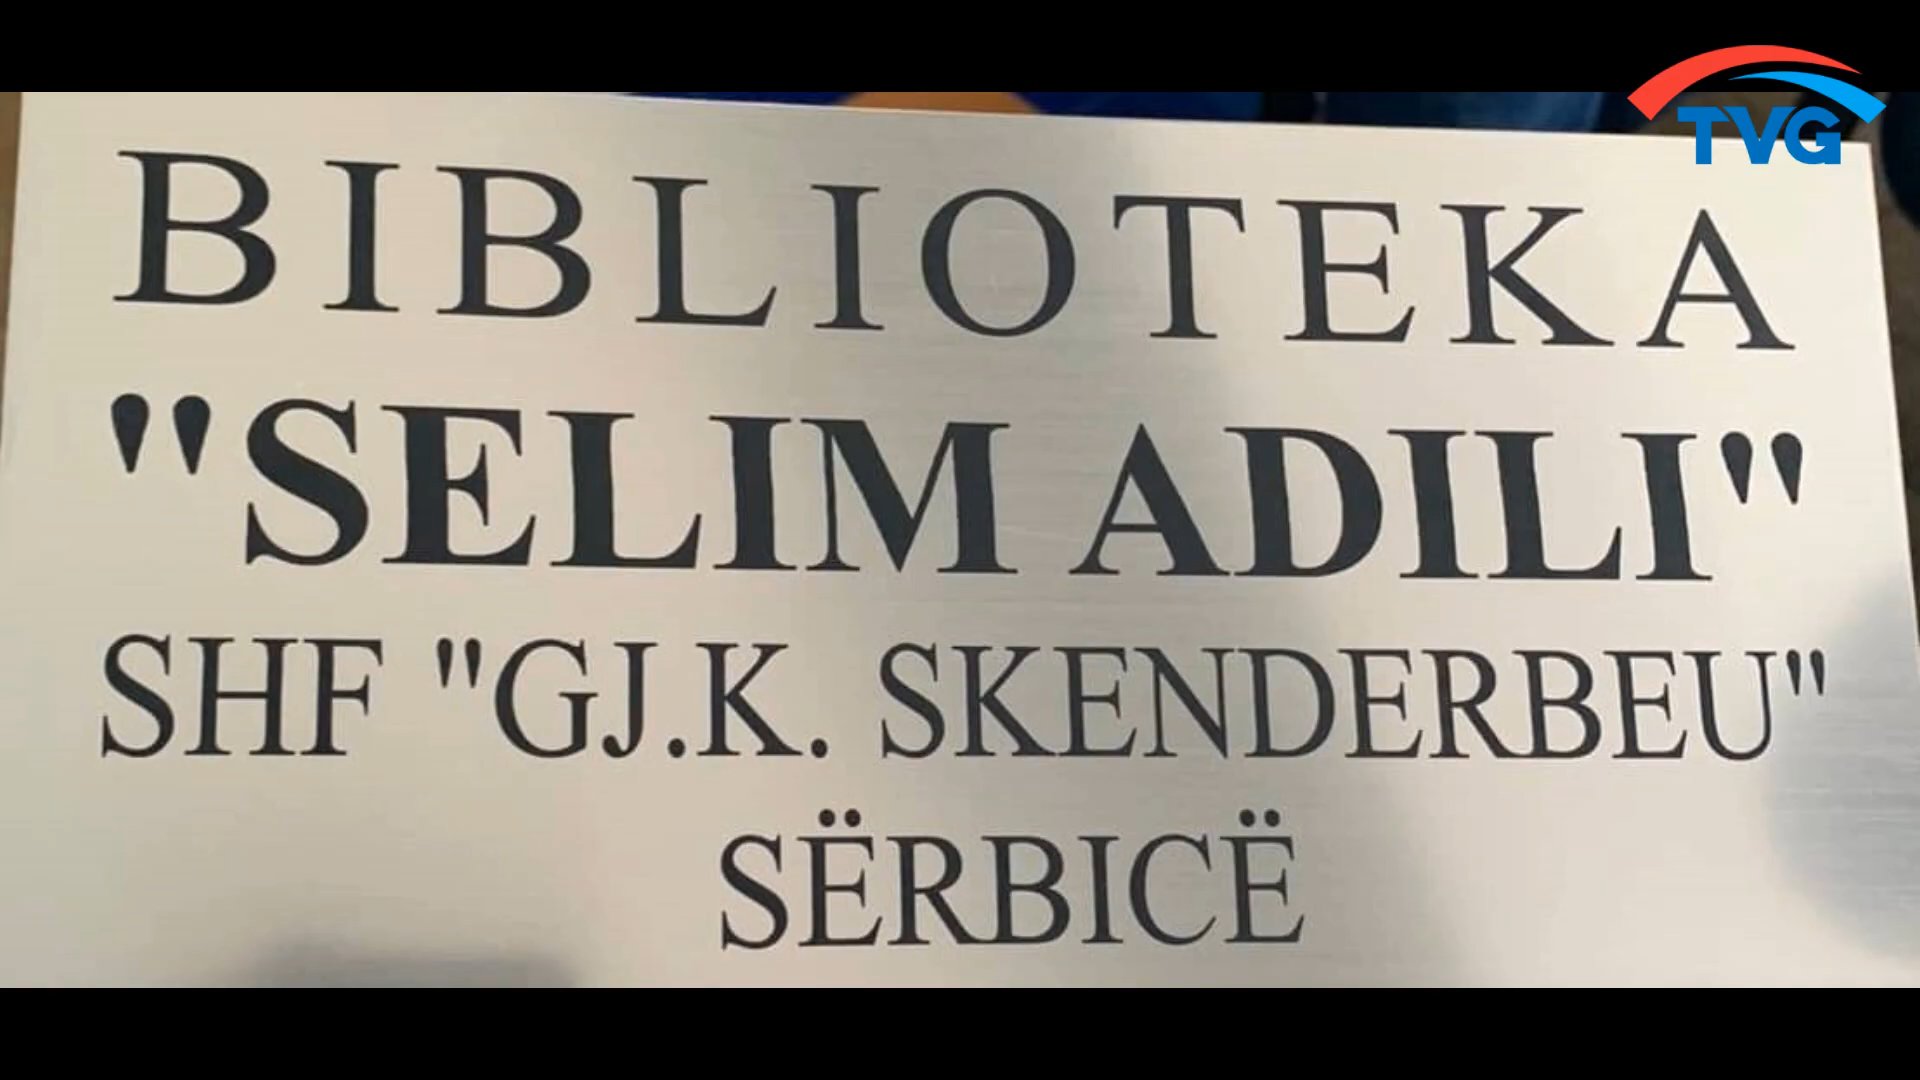 TVG
BIBLIOTEKA
"SELIM ADILI"
SHF "GJ.K. SKENDERBEU"
SËRBICË